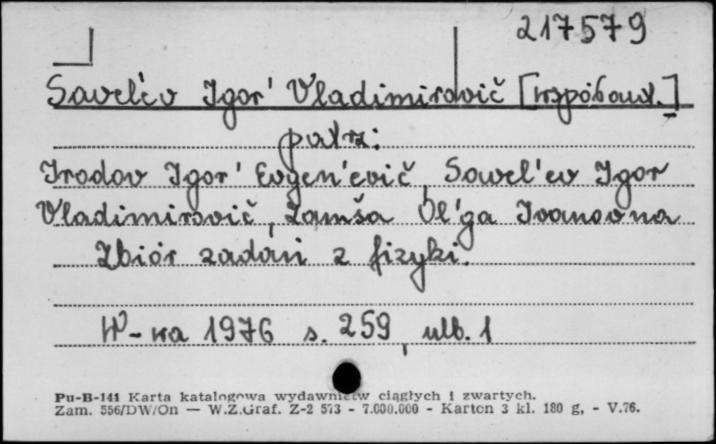 217579
Savel'ev Igor' Vladimirovič [współaut.]
patrz:
Irodov Igor' Evgen'evič, Savel'ev Igor
Vladimirovič, Zamša Ol'ga Ivanovna
Zbiór zadań z fizyki.
W-wa 1976 s. 259, ulb. 1
Pu-B-141 Karta katalogowa wydawnictw ciągłych i zwartych.
Zam. 556/DW/On — W.Z.Graf. Z-2 573 - 7.000.000 - Karton 3 kl. 180 g, - V.76.